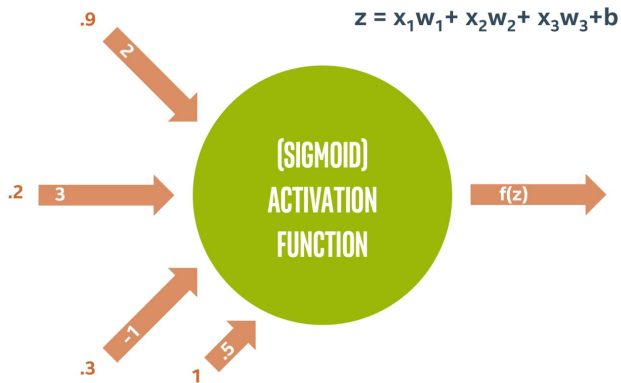 .9
z = x₁w₁+ x₂w₂+ x₃w₃+b
2
(SIGMOID)
.2
3
ACTIVATION
f(z)
FUNCTION
-1
.5
.3
1